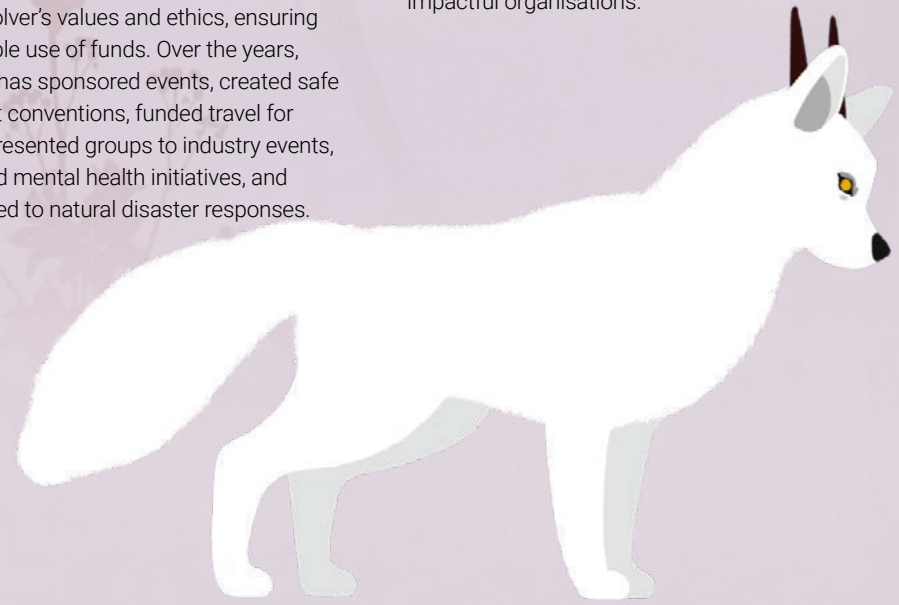 olver's values and ethics, ensuring
ble use of funds. Over the years,
has sponsored events, created safe
t conventions, funded travel for
resented groups to industry events,
d mental health initiatives, and
ed to natural disaster responses.
impactful organisations.